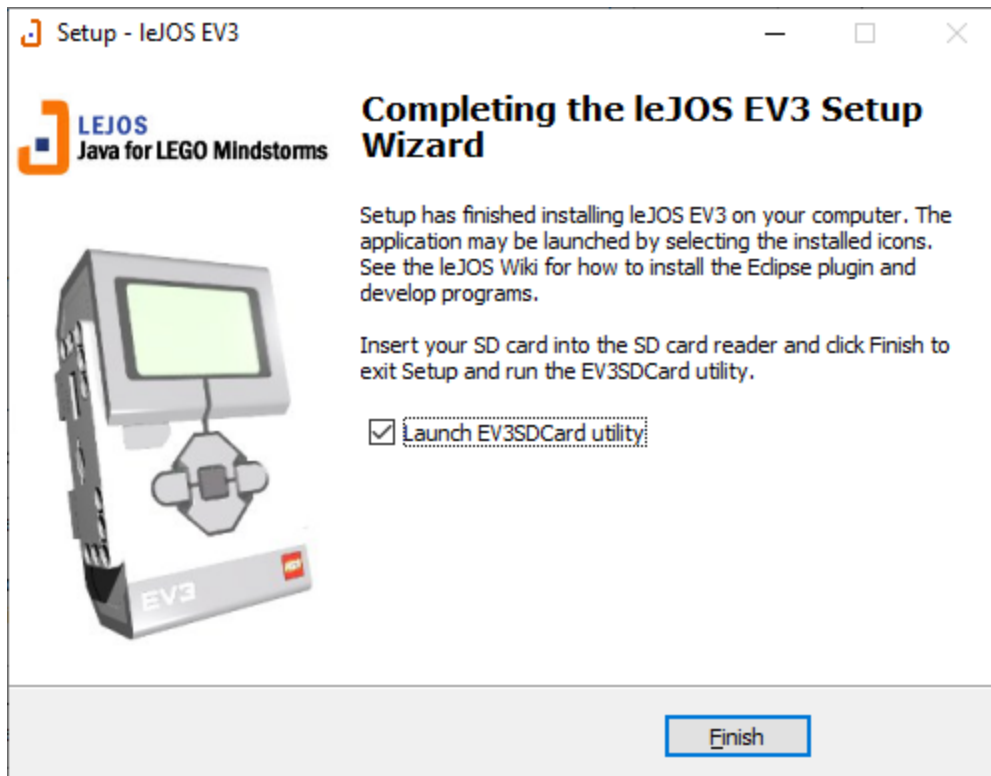 Setup - leJOS EV3
LEJOS
Java for LEGO Mindstorms
Completing the leJOS EV3 Setup
Wizard
Setup has finished installing leJOS EV3 on your computer. The
application may be launched by selecting the installed icons.
See the leJOS Wiki for how to install the Eclipse plugin and
develop programs.
Insert your SD card into the SD card reader and click Finish to
exit Setup and run the EV3SDCard utility.
Launch EV3SDCard utility
EV3
Finish